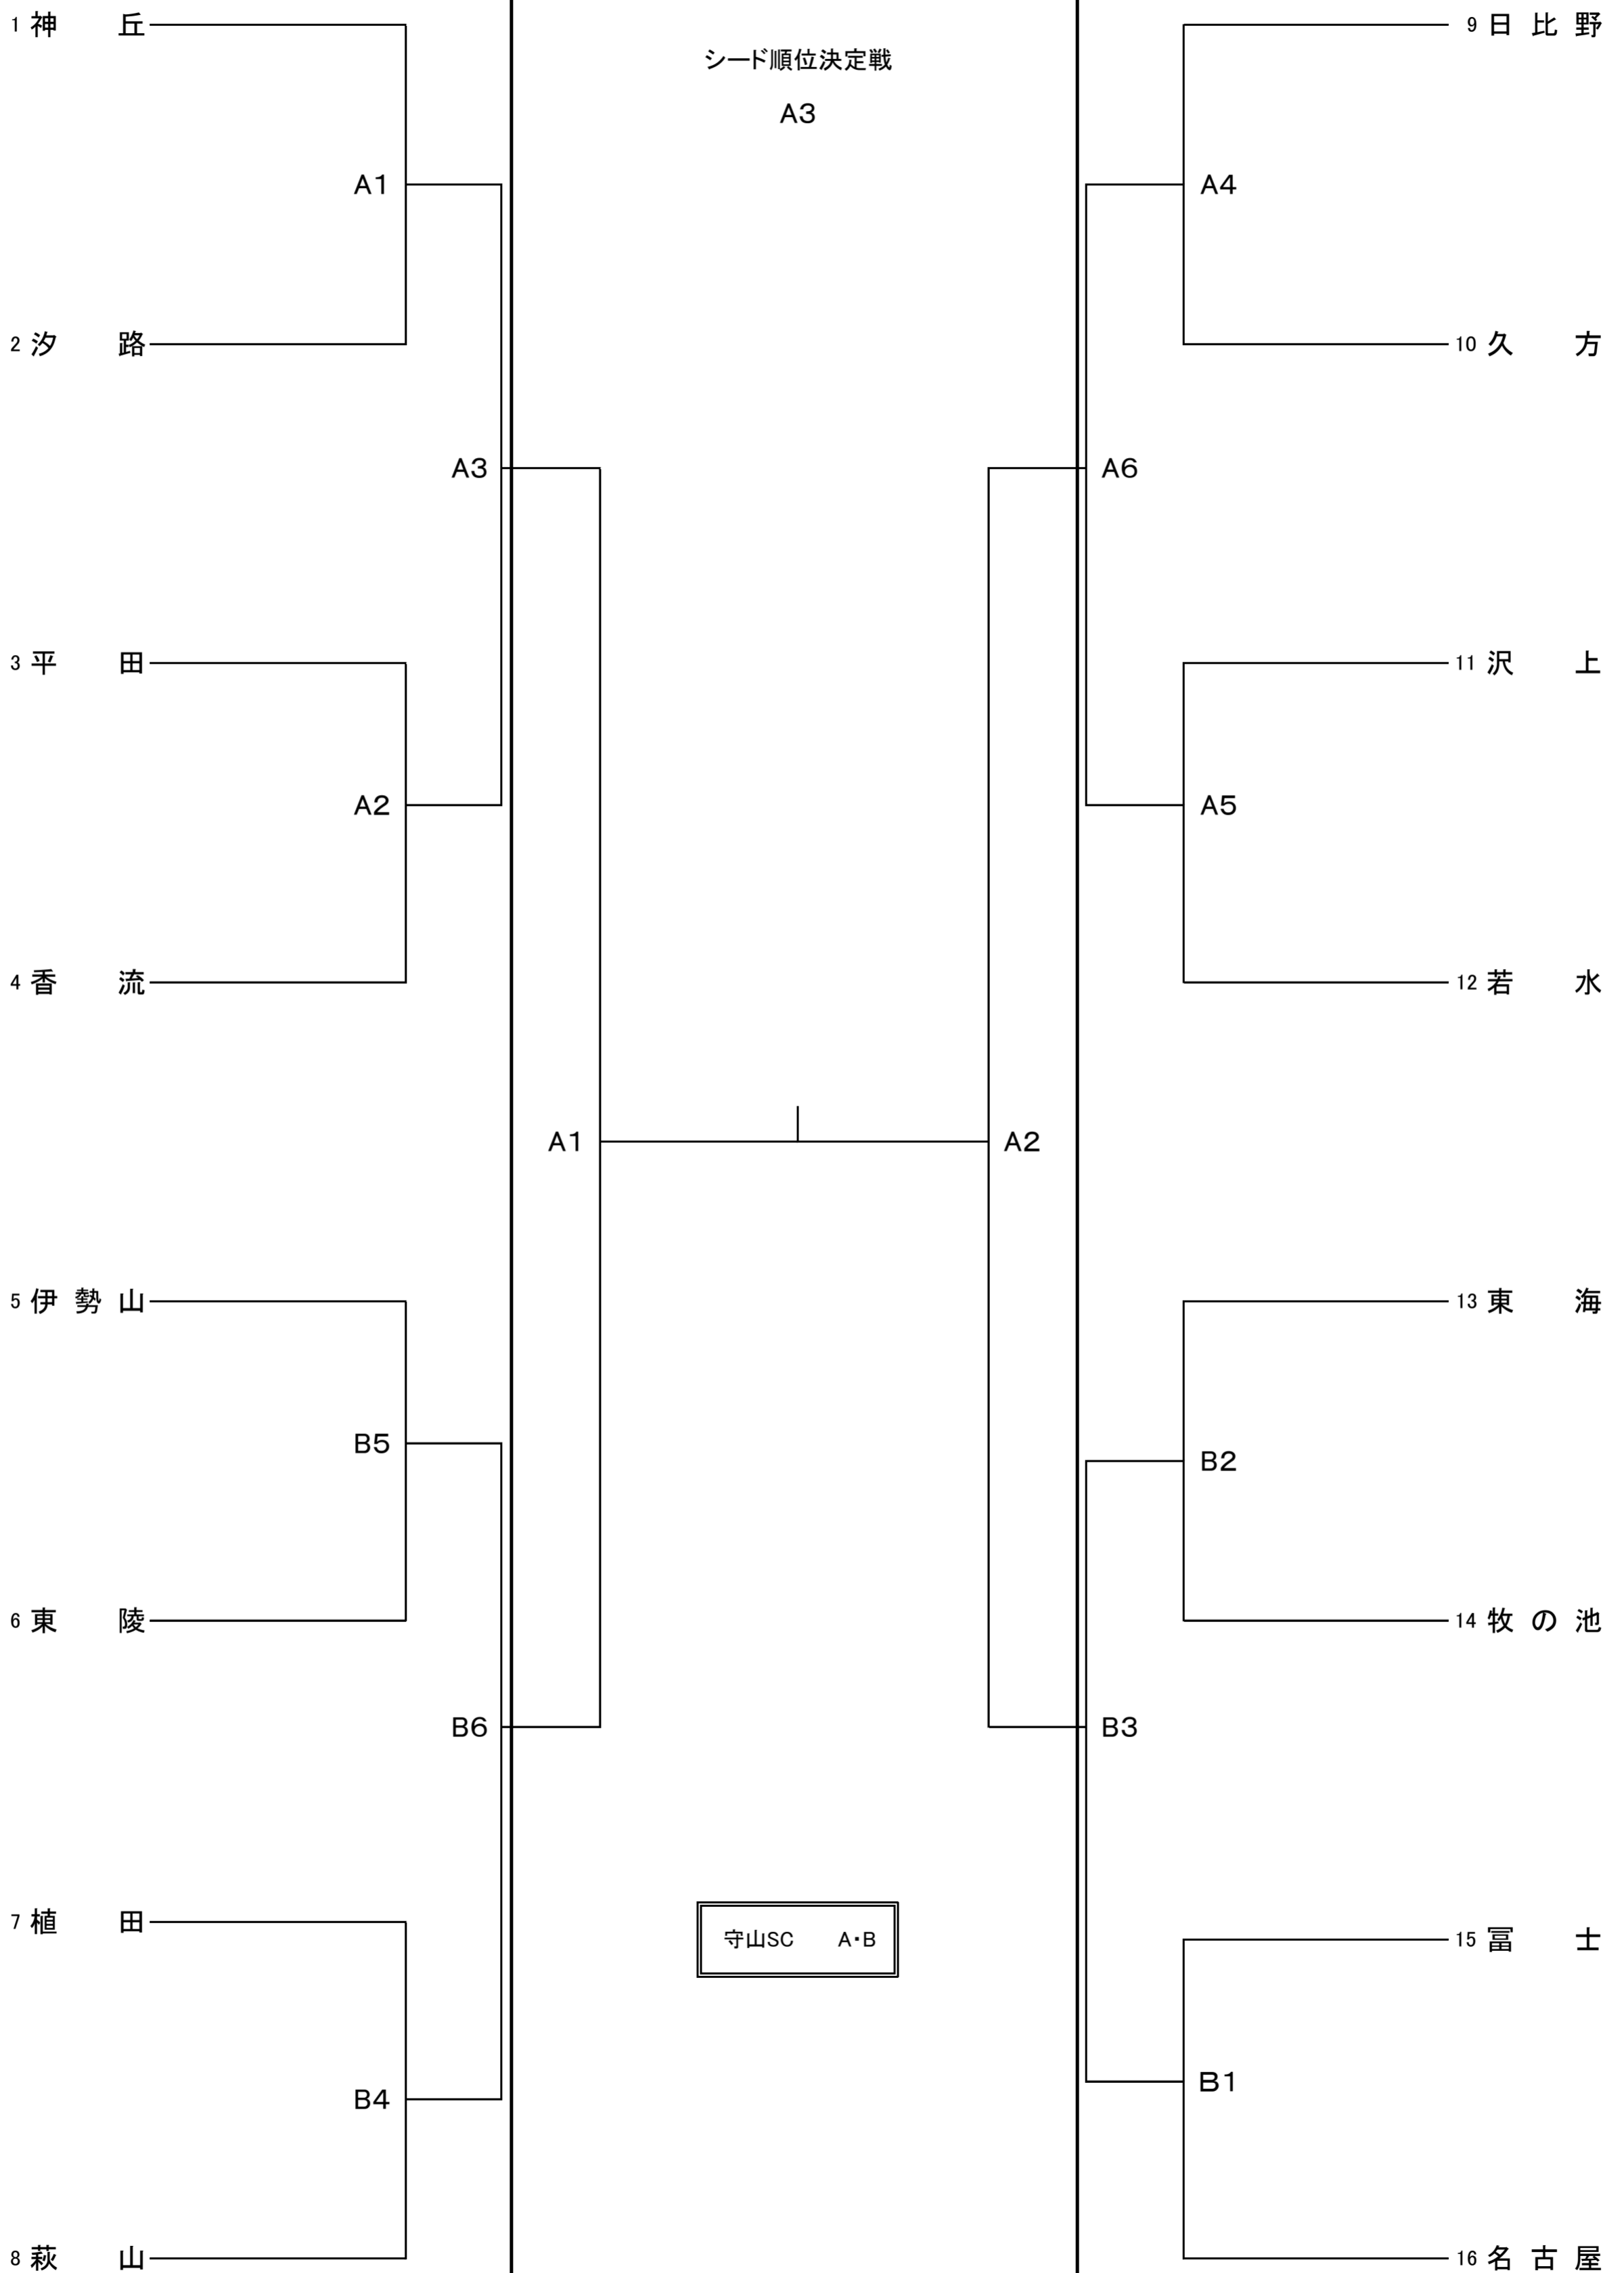 1 神丘
9 日比野
シード順位決定戦
A3
A1
A4
2 汐路
10 久方
A3
A6
3 平田
11 沢上
A2
A5
4 香流
12 若水
A1
A2
5 伊勢山
13 東海
B5
B2
6 東陵
14 牧の池
B6
B3
7 植田
守山SC A・B
15 冨士
B4
B1
8 萩山
16 名古屋